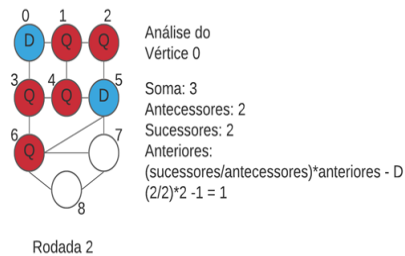 0 1 2
D Q Q
3 4 5
Q Q D
6 7
Q
8
Rodada 2
Análise do
Vértice 0
Soma: 3
Antecessores: 2
Sucessores: 2
Anteriores:
(sucessores/antecessores)*anteriores - D
(2/2)*2 -1 = 1